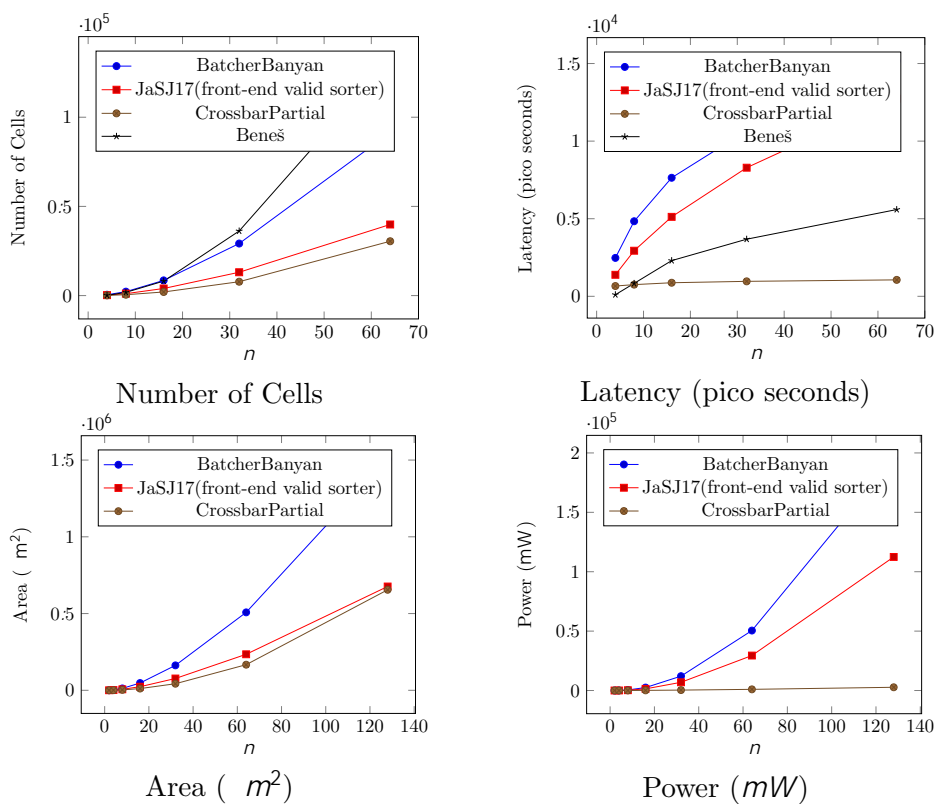 ·10^5
BatcherBanyan
JaSJ17(front-end valid sorter)
CrossbarPartial
Beneš
Number of Cells
1
0.5
0
0 10 20 30 40 50 60 70
n
Number of Cells
·10^4
BatcherBanyan
JaSJ17(front-end valid sorter)
CrossbarPartial
Beneš
Latency (pico seconds)
1.5
1
0.5
0
0 10 20 30 40 50 60 70
n
Latency (pico seconds)
·10^6
BatcherBanyan
JaSJ17(front-end valid sorter)
CrossbarPartial
Area ( m²)
1.5
1
0.5
0
0 20 40 60 80 100 120 140
n
Area ( m²)
·10^5
BatcherBanyan
JaSJ17(front-end valid sorter)
CrossbarPartial
Power (mW)
2
1.5
1
0.5
0
0 20 40 60 80 100 120 140
n
Power (mW)